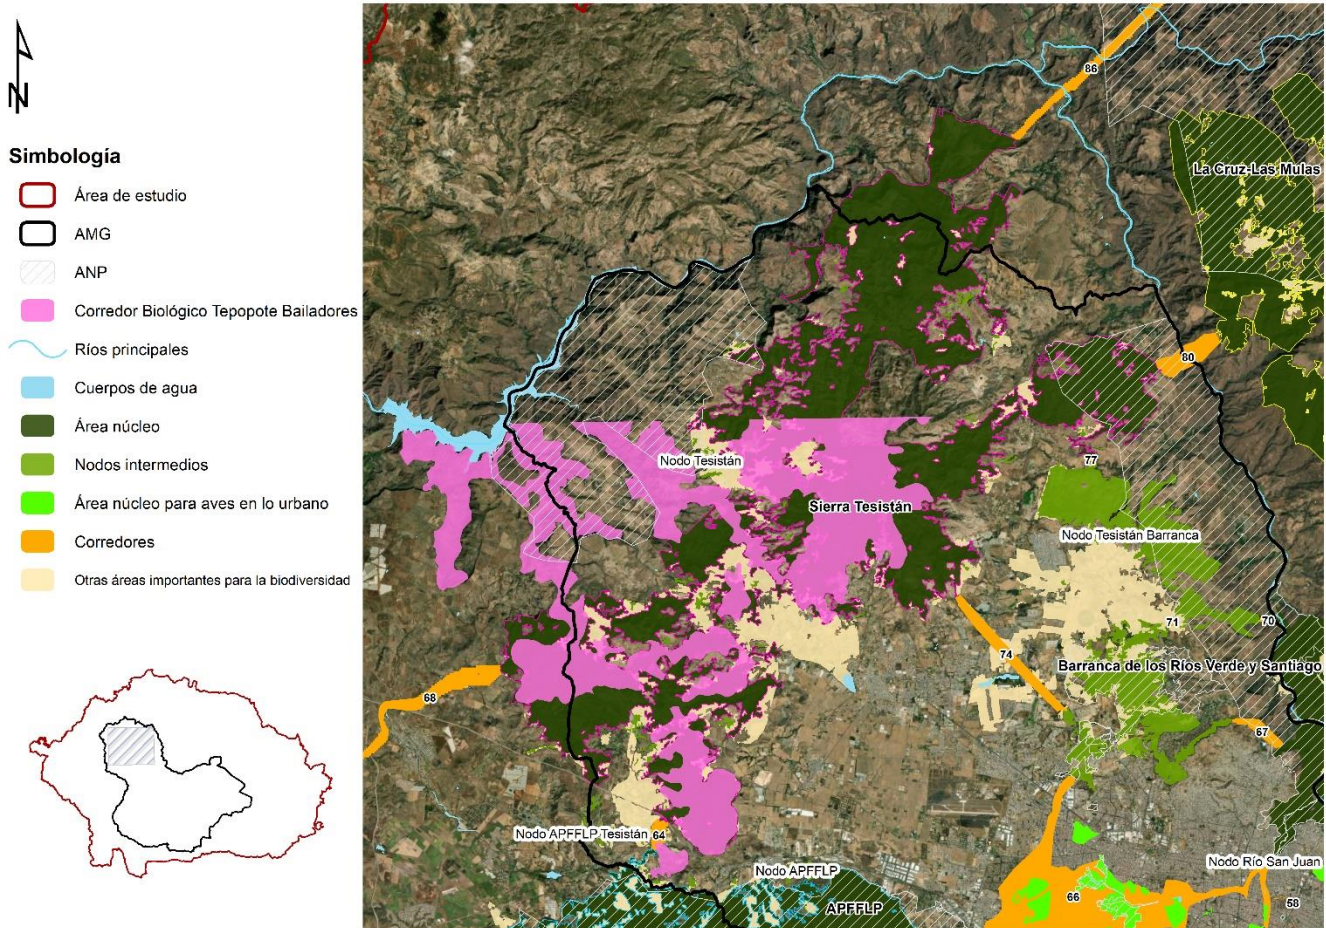 N
Simbología
Área de estudio
AMG
ANP
Corredor Biológico Tepopote Bailadores
Ríos principales
Cuerpos de agua
Área núcleo
Nodos intermedios
Área núcleo para aves en lo urbano
Corredores
Otras áreas importantes para la biodiversidad
86
La Cruz-Las Mulas
80
Nodo Tesistán
77
Sierra Tesistán
Nodo Tesistán Barranca
71
70
74
Barranca de los Ríos Verde y Santiago
68
67
Nodo APFFLP Tesistán
64
Nodo APFFLP
Nodo Río San Juan
66
58
APFFLP